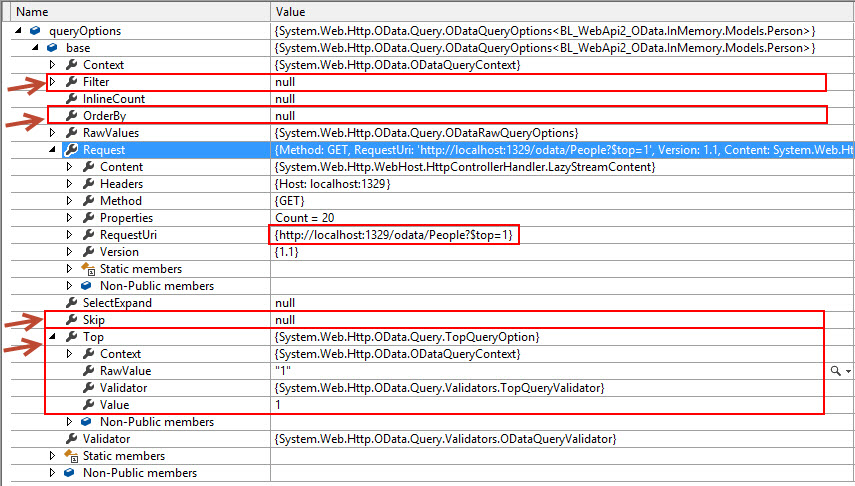 Name Value
queryOptions {System.Web.Http.OData.Query.ODataQueryOptions<BL_WebApi2_OData.InMemory.Models.Person>}
base {System.Web.Http.OData.Query.ODataQueryOptions<BL_WebApi2_OData.InMemory.Models.Person>}
Context {System.Web.Http.OData.ODataQueryContext}
Filter null
InlineCount null
OrderBy null
RawValues {System.Web.Http.OData.Query.ODataRawQueryOptions}
Request {Method: GET, RequestUri: 'http://localhost:1329/odata/People?$top=1', Version: 1.1, Content: System.Web.Ht
Content {System.Web.Http.WebHost.HttpControllerHandler.LazyStreamContent}
Headers {Host: localhost:1329}
Method {GET}
Properties Count = 20
RequestUri {http://localhost:1329/odata/People?$top=1}
Version {1.1}
Static members
Non-Public members
SelectExpand null
Skip null
Top {System.Web.Http.OData.Query.TopQueryOption}
Context {System.Web.Http.OData.ODataQueryContext}
RawValue "1"
Validator {System.Web.Http.OData.Query.Validators.TopQueryValidator}
Value 1
Non-Public members
Validator {System.Web.Http.OData.Query.Validators.ODataQueryValidator}
Static members
Non-Public members